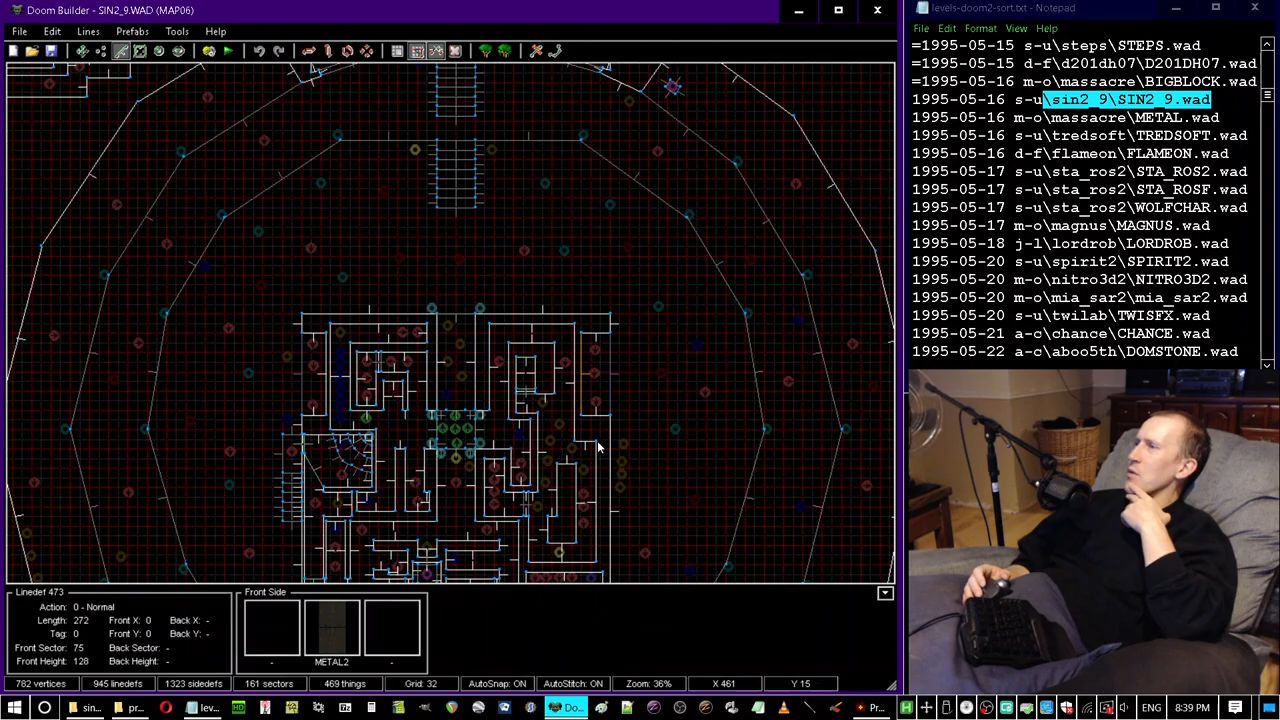 Doom Builder - SIN2_9.WAD (MAP06)
File Edit Lines Prefabs Tools Help
Linedef 473
Action: 0 - Normal
Length: 272 Front X: 0 Back X: -
Tag: 0 Front Y: 0 Back Y: -
Front Sector: 75 Back Sector: -
Front Height: 128 Back Height: -
Front Side
- METAL2 -
782 vertices 945 linedefs 1323 sidedefs 161 sectors 469 things Grid: 32 AutoSnap: ON AutoStitch: ON Zoom: 36% X 461 Y 15
levels-doom2-sort.txt - Notepad
File Edit Format View Help
=1995-05-15 s-u\steps\STEPS.wad
=1995-05-15 d-f\d201dh07\D201DH07.wad
=1995-05-16 m-o\massacre\BIGBLOCK.wad
1995-05-16 s-u\sin2_9\SIN2_9.wad
1995-05-16 m-o\massacre\METAL.wad
1995-05-16 s-u\tredsoft\TREDSOFT.wad
1995-05-16 d-f\flameon\FLAMEON.wad
1995-05-17 s-u\sta_ros2\STA_ROS2.wad
1995-05-17 s-u\sta_ros2\STA_ROSF.wad
1995-05-17 s-u\sta_ros2\WOLFCHAR.wad
1995-05-17 m-o\magnus\MAGNUS.wad
1995-05-18 j-l\lordrob\LORDROB.wad
1995-05-20 s-u\spirit2\SPIRIT2.wad
1995-05-20 m-o\nitro3d2\NITRO3D2.wad
1995-05-20 m-o\mia_sar2\mia_sar2.wad
1995-05-20 s-u\twilab\TWISFX.wad
1995-05-21 a-c\chance\CHANCE.wad
1995-05-22 a-c\aboo5th\DOMSTONE.wad
sin... pr... lev... Do... Pr... ENG 8:39 PM